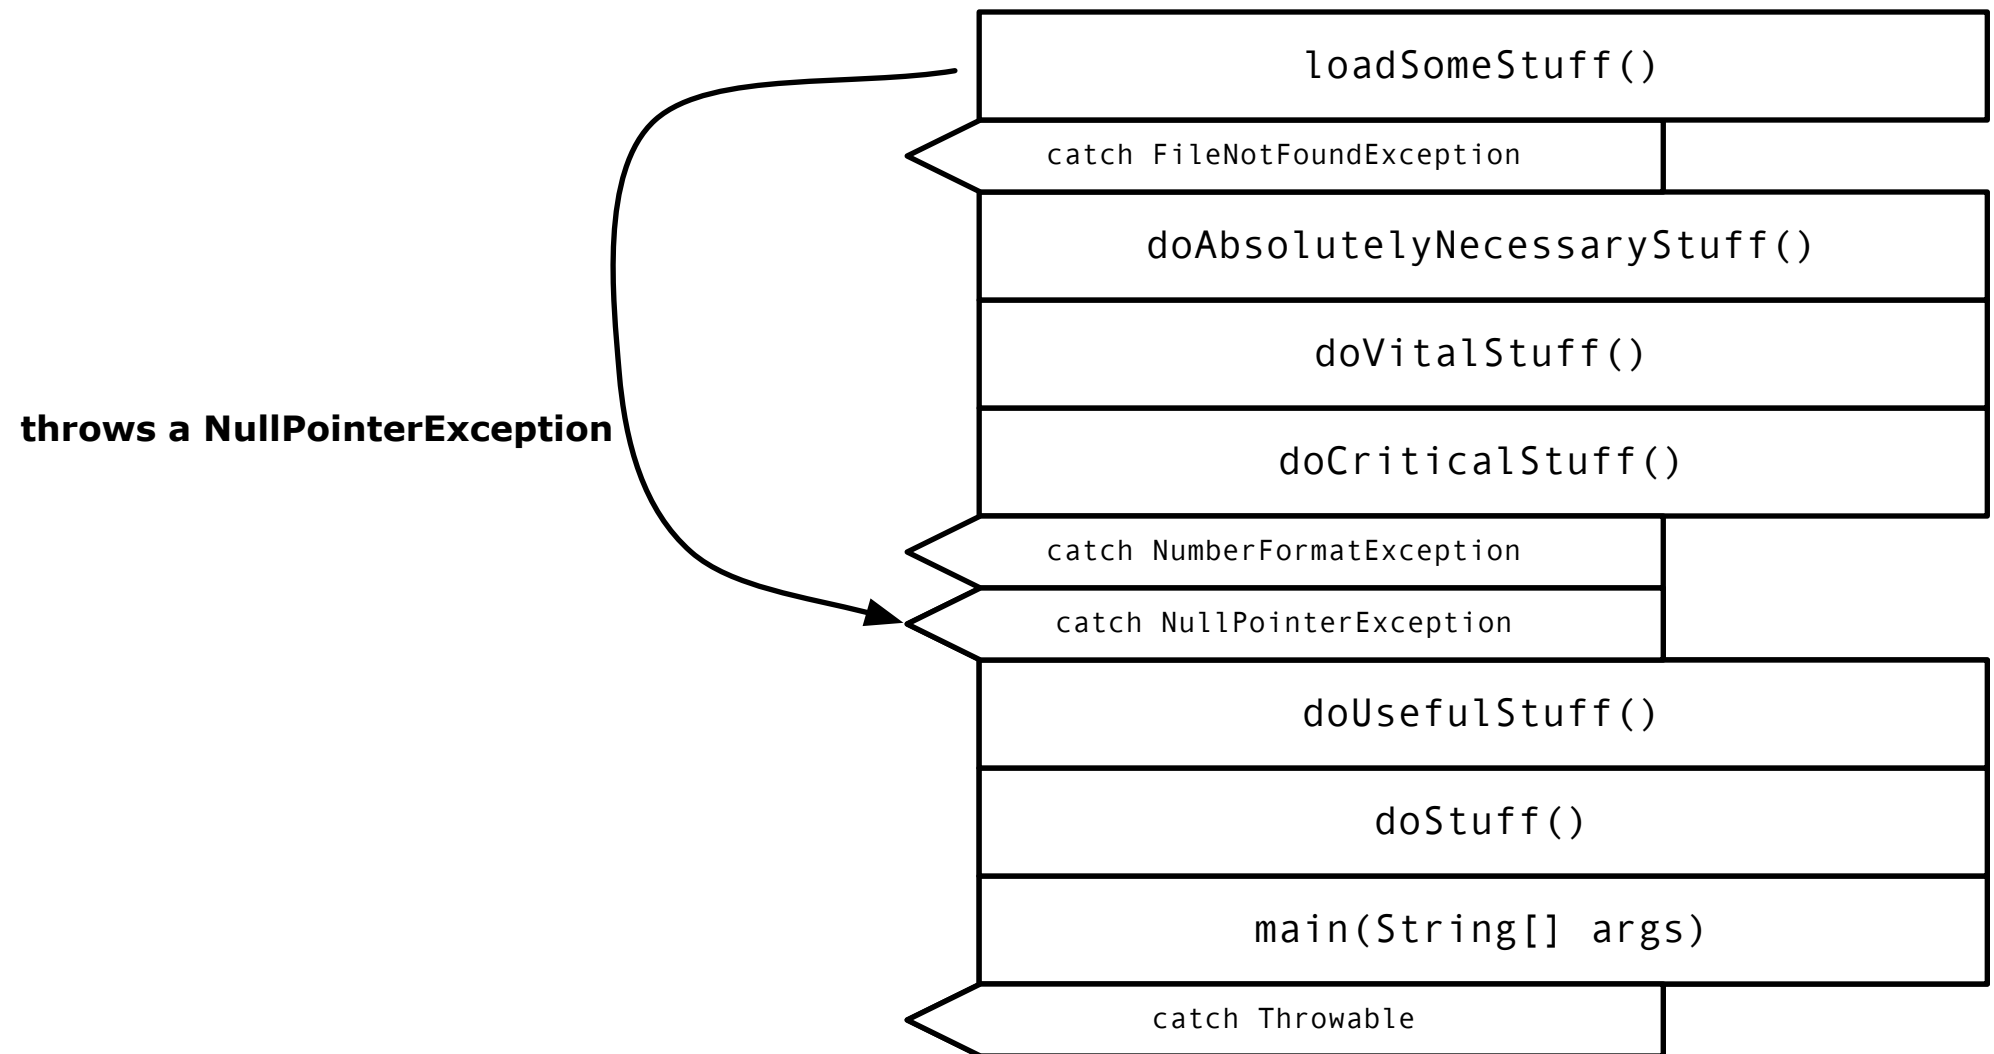 loadSomeStuff()
catch FileNotFoundException
doAbsolutelyNecessaryStuff()
doVitalStuff()
throws a NullPointerException
doCriticalStuff()
catch NumberFormatException
catch NullPointerException
doUsefulStuff()
doStuff()
main(String[] args)
catch Throwable